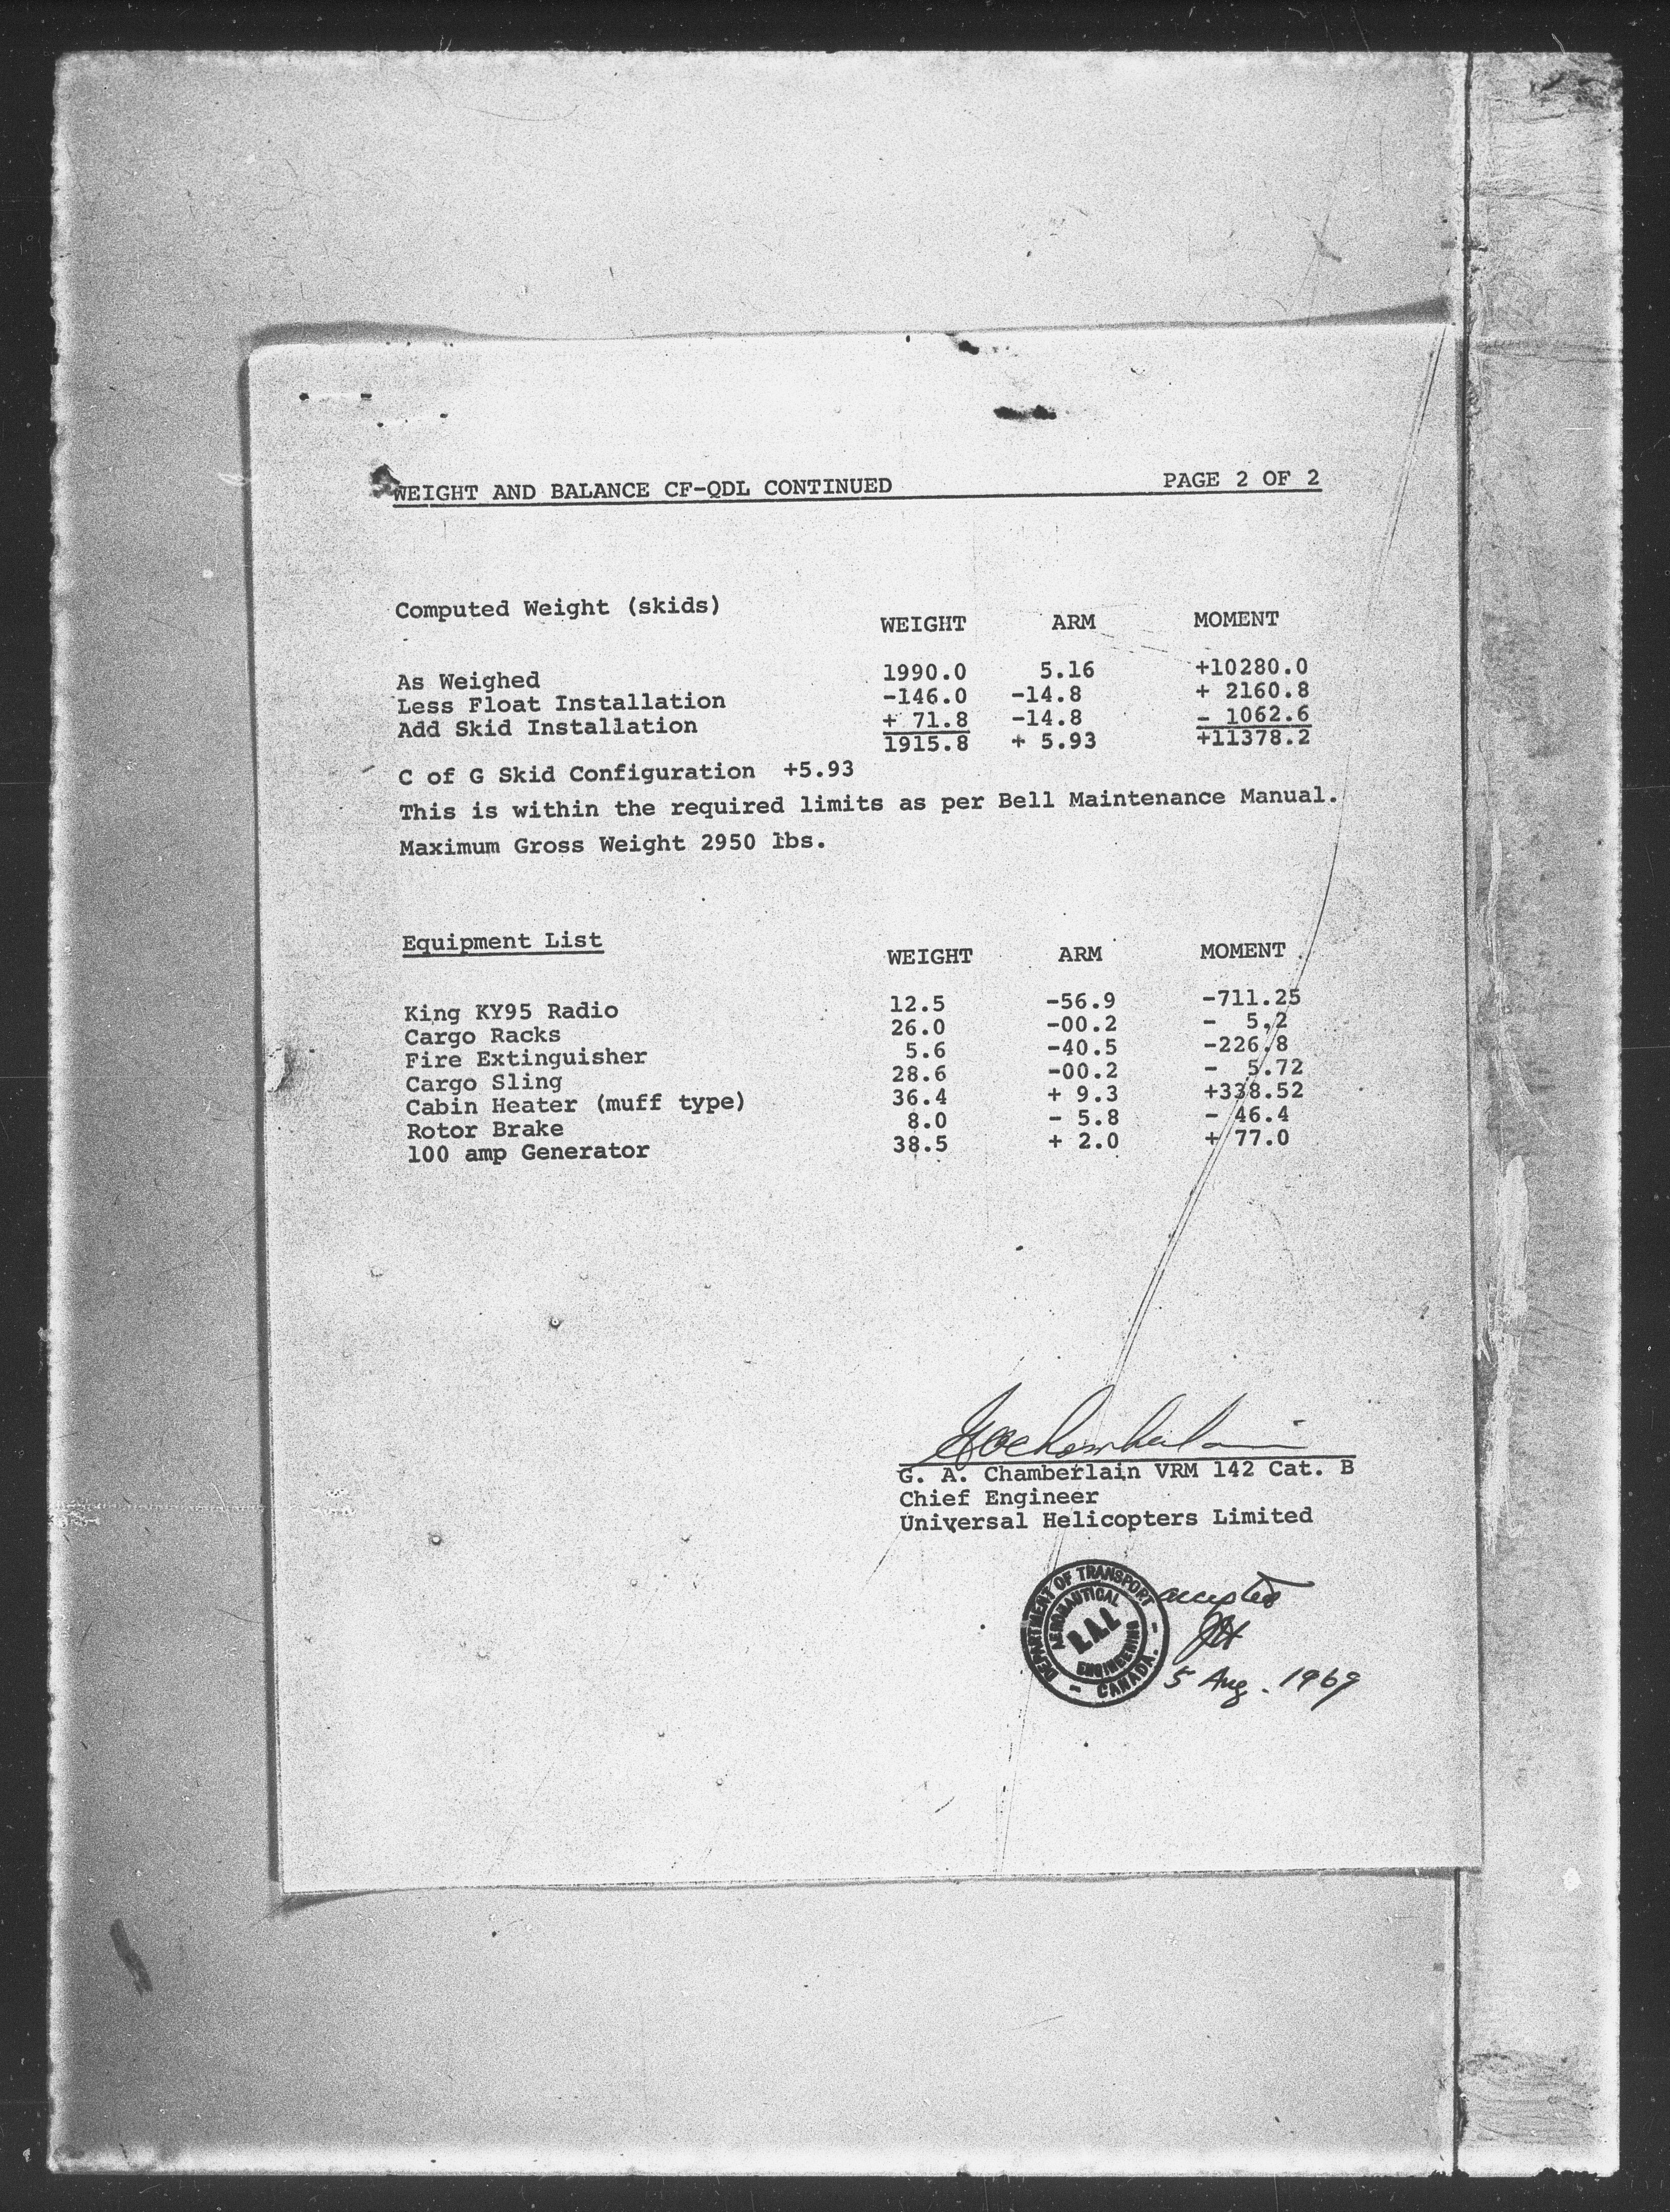 WEIGHT AND BALANCE CF-QDL CONTINUED PAGE 2 OF 2
Computed Weight (skids)
WEIGHT ARM MOMENT
As Weighed 1990.0 5.16 +10280.0
Less Float Installation -146.0 -14.8 + 2160.8
Add Skid Installation + 71.8 -14.8 - 1062.6
1915.8 + 5.93 +11378.2
C of G Skid Configuration +5.93
This is within the required limits as per Bell Maintenance Manual.
Maximum Gross Weight 2950 lbs.
Equipment List
WEIGHT ARM MOMENT
King KY95 Radio 12.5 -56.9 -711.25
Cargo Racks 26.0 -00.2 - 5.2
Fire Extinguisher 5.6 -40.5 -226.8
Cargo Sling 28.6 -00.2 - 5.72
Cabin Heater (muff type) 36.4 + 9.3 +338.52
Rotor Brake 8.0 - 5.8 - 46.4
100 amp Generator 38.5 + 2.0 + 77.0
G. A. Chamberlain VRM 142 Cat. B
Chief Engineer
Universal Helicopters Limited
DEPARTMENT OF TRANSPORT
AERONAUTICAL
ENGINEERING
- CANADA. -
accepted
5 Aug. 1969